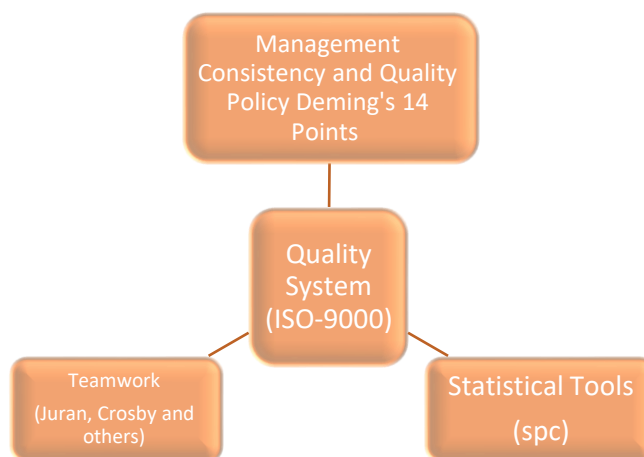 Management
Consistency and Quality
Policy Deming's 14
Points
Quality
System
(ISO-9000)
Teamwork
(Juran, Crosby and
others)
Statistical Tools
(spc)